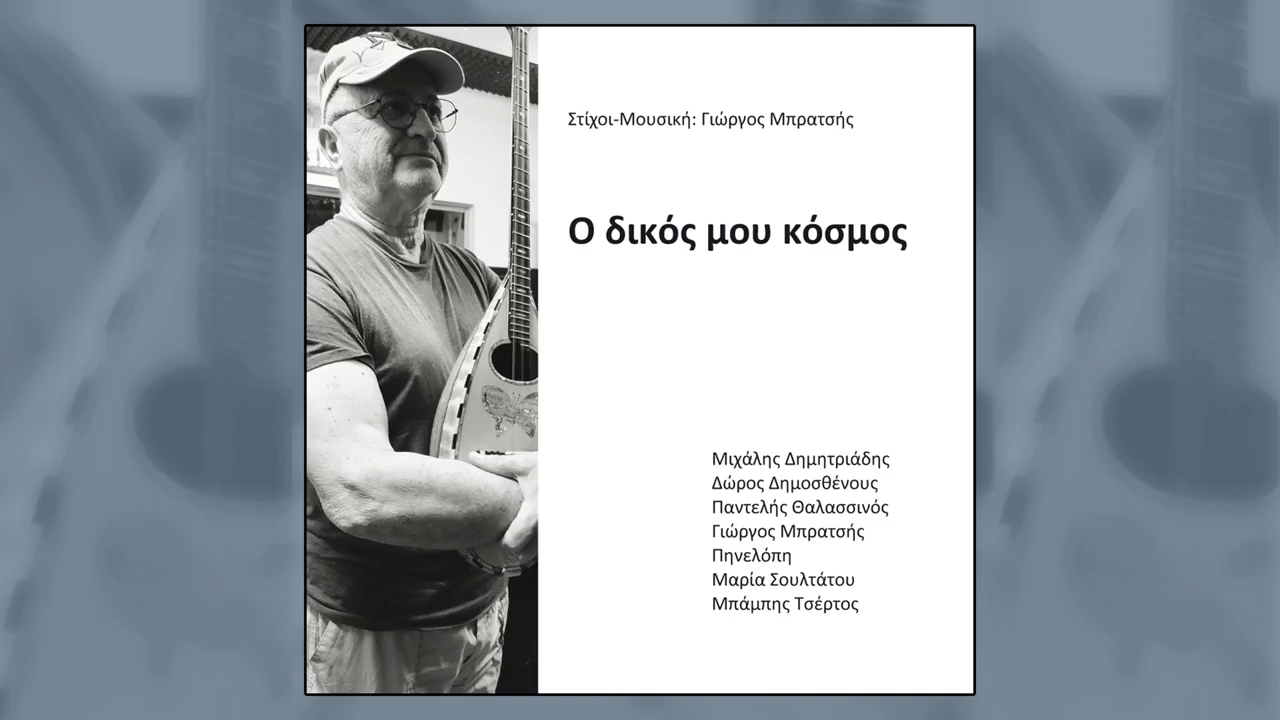 Στίχοι-Μουσική: Γιώργος Μπρατσής
Ο δικός μου κόσμος
Μιχάλης Δημητριάδης
Δώρος Δημοσθένους
Παντελής Θαλασσινός
Γιώργος Μπρατσής
Πηνελόπη
Μαρία Σουλτάτου
Μπάμπης Τσέρτος